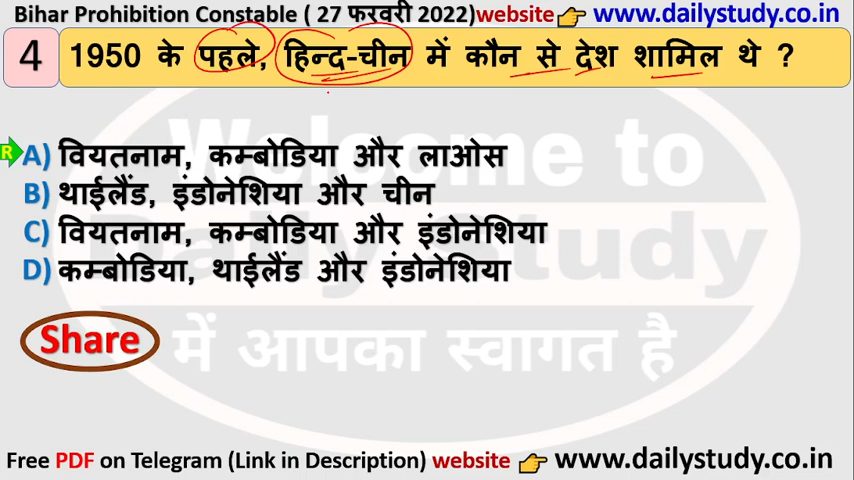 Bihar Prohibition Constable ( 27 फरवरी 2022)website 👉 www.dailystudy.co.in
4 1950 के पहले, हिन्द-चीन में कौन से देश शामिल थे ?
R A) वियतनाम, कम्बोडिया और लाओस
B) थाईलैंड, इंडोनेशिया और चीन
C) वियतनाम, कम्बोडिया और इंडोनेशिया
D) कम्बोडिया, थाईलैंड और इंडोनेशिया
Welcome to
Daily Study
में आपका स्वागत है
Share
Free PDF on Telegram (Link in Description) website 👉 www.dailystudy.co.in